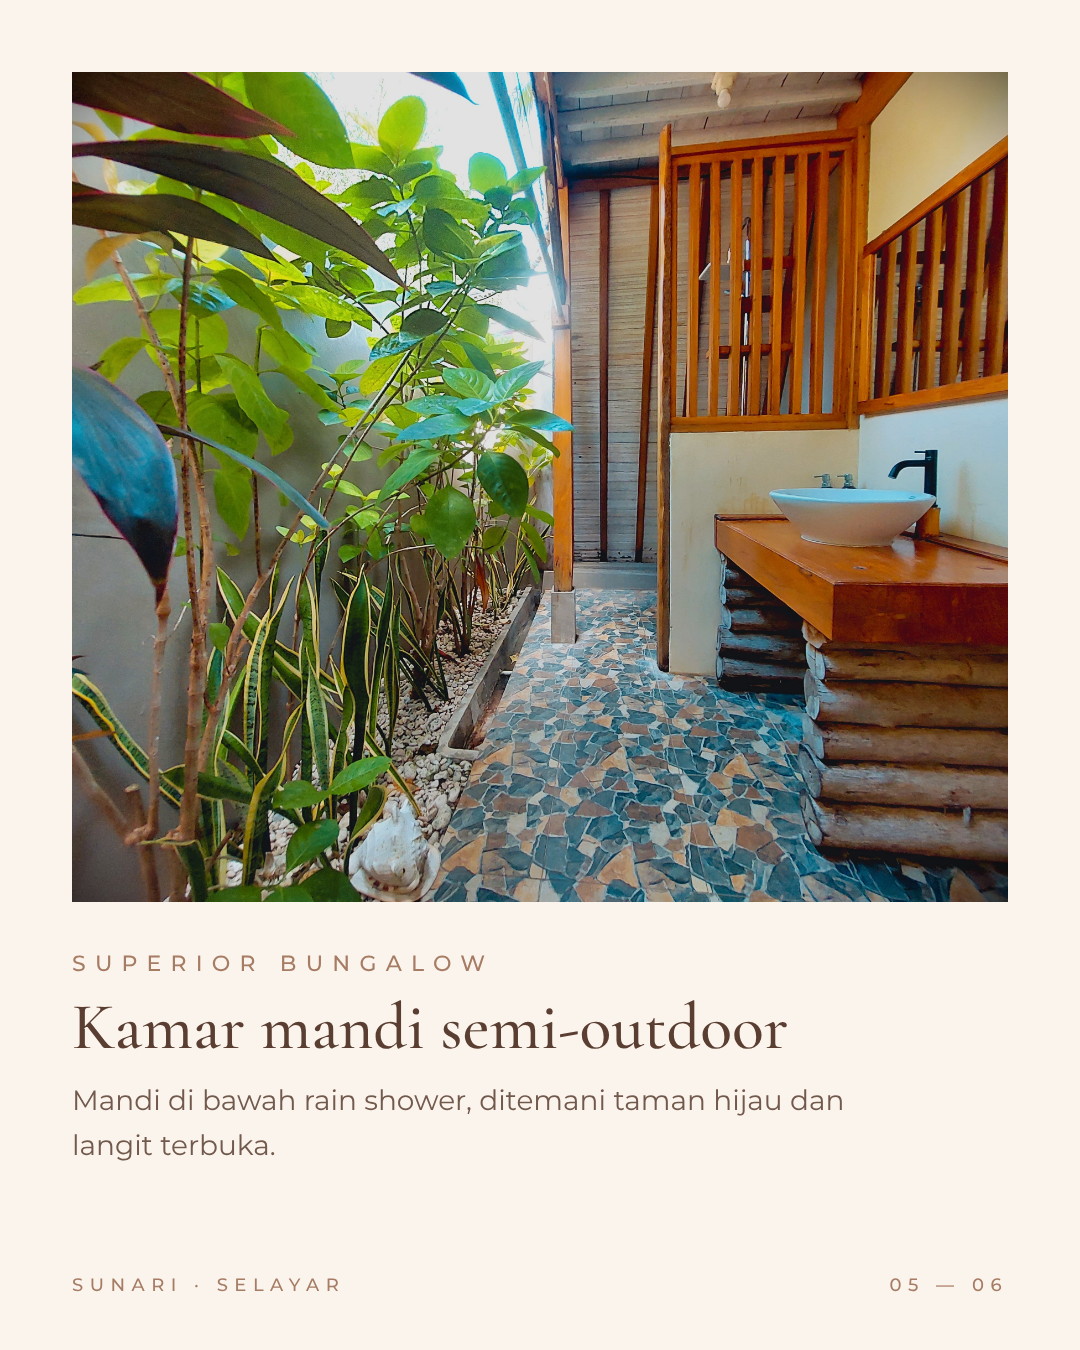 SUPERIOR BUNGALOW
Kamar mandi semi-outdoor
Mandi di bawah rain shower, ditemani taman hijau dan
langit terbuka.
SUNARI · SELAYAR
05 — 06